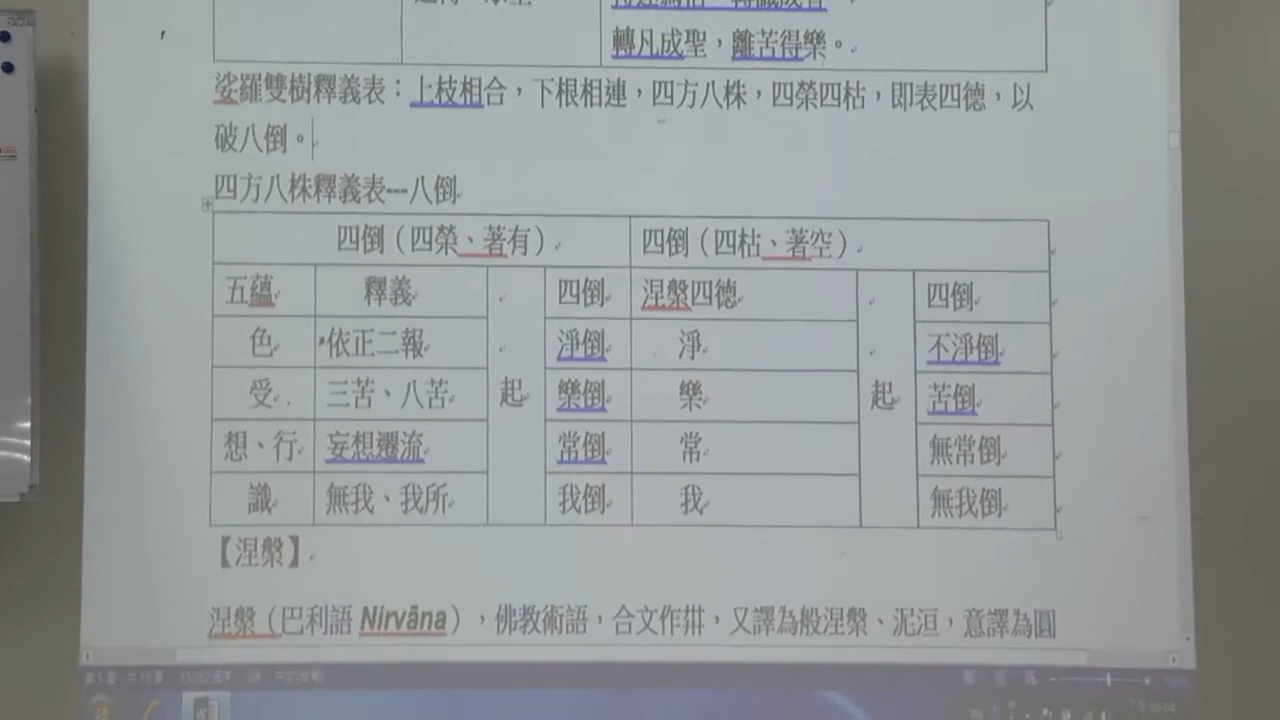 轉凡成聖，離苦得樂。
娑羅雙樹釋義表：上枝相合，下根相連，四方八株，四榮四枯，即表四德，以
破八倒。
四方八株釋義表---八倒
四倒（四榮、著有） 四倒（四枯、著空）
五蘊 釋義 起 四倒 涅槃四德 起 四倒
色 依正二報 淨倒 淨 不淨倒
受 三苦、八苦 樂倒 樂 苦倒
想、行 妄想遷流 常倒 常 無常倒
識 無我、我所 我倒 我 無我倒
【涅槃】
涅槃（巴利語 Nirvāna），佛教術語，合文作𦬇，又譯為般涅槃、泥洹，意譯為圓